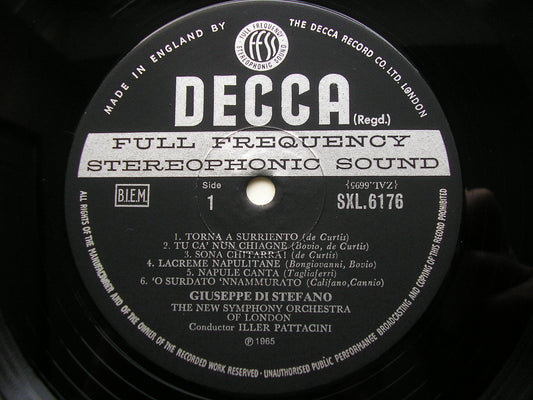 MADE IN ENGLAND BY
THE DECCA RECORD CO. LTD. LONDON
FULL FREQUENCY
ffss
STEREOPHONIC SOUND
DECCA
(Regd.)
FULL FREQUENCY
STEREOPHONIC SOUND
B.I.E.M.
Side
1
{ZAL.6695}
SXL.6176
1. TORNA A SURRIENTO (de Curtis)
2. TU CA' NUN CHIAGNE (Bovio, de Curtis)
3. SONA CHITARRA! (de Curtis)
4. LACREME NAPULITANE (Bongiovanni, Bovio)
5. NAPULE CANTA (Tagliaferri)
6. 'O SURDATO 'NNAMMURATO (Califano,Cannio)
GIUSEPPE DI STEFANO
THE NEW SYMPHONY ORCHESTRA
OF LONDON
Conductor ILLER PATTACINI
℗ 1965
ALL RIGHTS OF THE MANUFACTURER AND OF THE OWNER OF THE RECORDED WORK RESERVED · UNAUTHORISED PUBLIC PERFORMANCE BROADCASTING AND COPYING OF THIS RECORD PROHIBITED